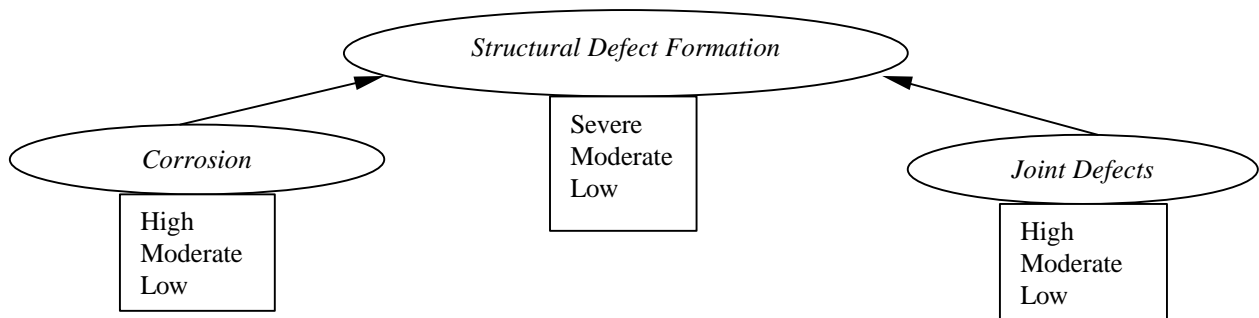 Structural Defect Formation
Severe
Moderate
Low
Corrosion
High
Moderate
Low
Joint Defects
High
Moderate
Low